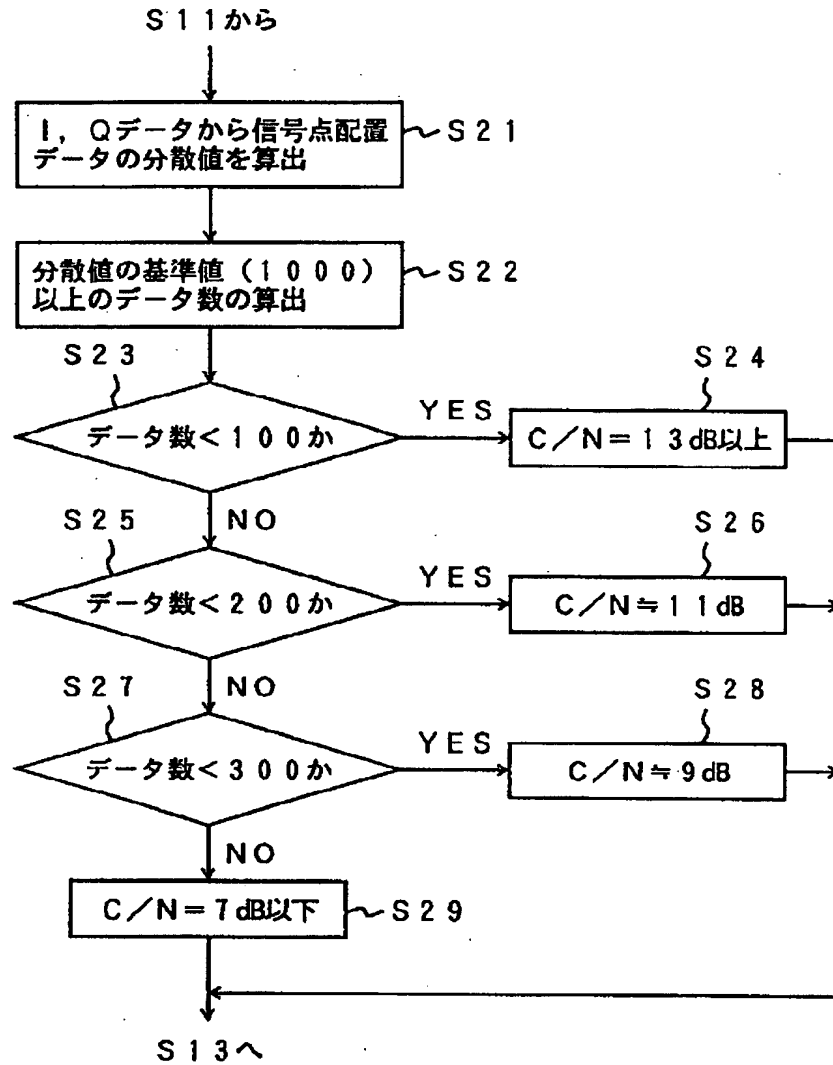 S11から
I,Qデータから信号点配置
データの分散値を算出
S21
分散値の基準値(1000)
以上のデータ数の算出
S22
S23
データ数<100か
YES
S24
C/N=13dB以上
NO
S25
データ数<200か
YES
S26
C/N≒11dB
NO
S27
データ数<300か
YES
S28
C/N≒9dB
NO
C/N=7dB以下
S29
S13へ